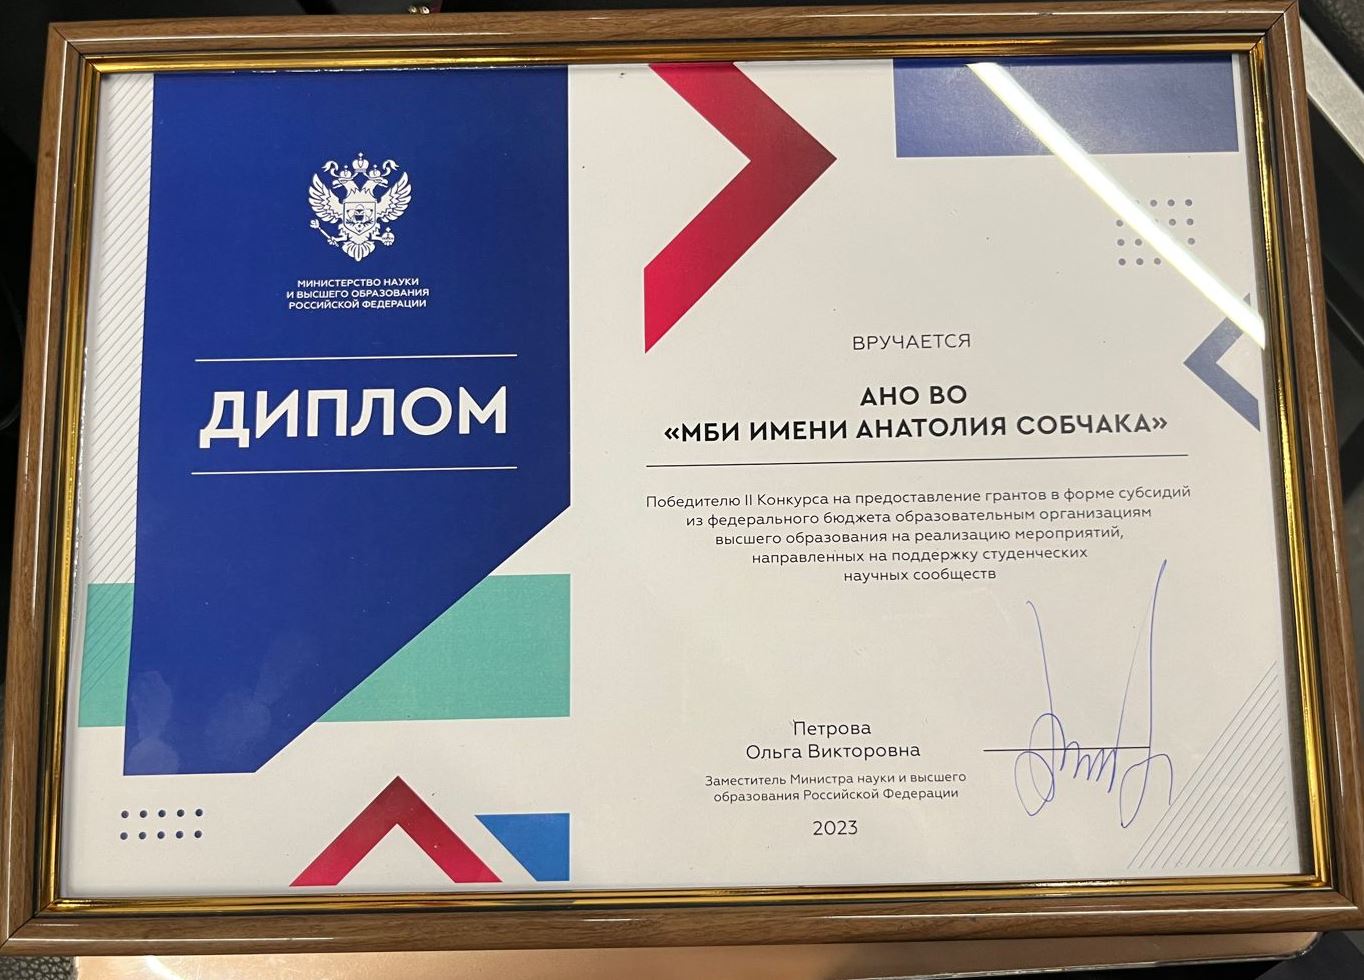 МИНИСТЕРСТВО НАУКИ
И ВЫСШЕГО ОБРАЗОВАНИЯ
РОССИЙСКОЙ ФЕДЕРАЦИИ
ДИПЛОМ
ВРУЧАЕТСЯ
АНО ВО
«МБИ ИМЕНИ АНАТОЛИЯ СОБЧАКА»
Победителю II Конкурса на предоставление грантов в форме субсидий
из федерального бюджета образовательным организациям
высшего образования на реализацию мероприятий,
направленных на поддержку студенческих
научных сообществ
Петрова
Ольга Викторовна
Заместитель Министра науки и высшего
образования Российской Федерации
2023